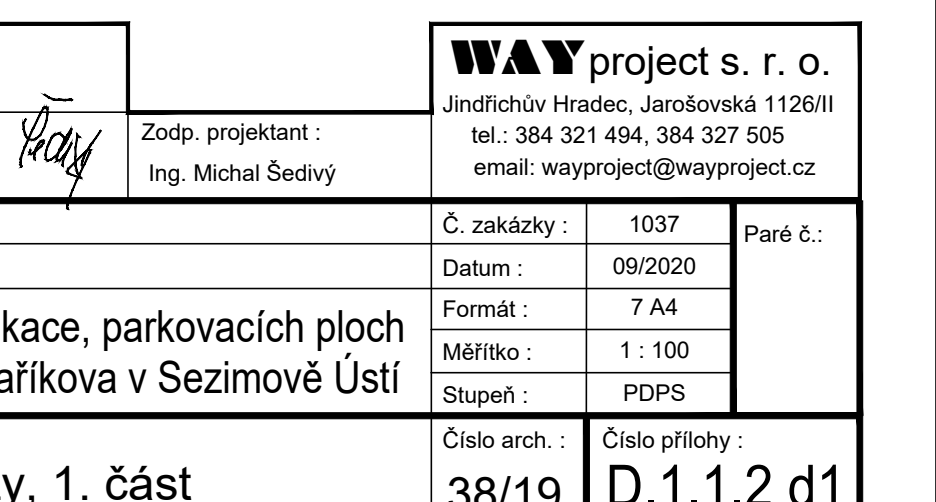 WAY project s. r. o.
Jindřichův Hradec, Jarošovská 1126/II
tel.: 384 321 494, 384 327 505
email: wayproject@wayproject.cz
Šedivý
Zodp. projektant :
Ing. Michal Šedivý
Č. zakázky : 1037
Paré č.:
Datum : 09/2020
Formát : 7 A4
Měřítko : 1 : 100
Stupeň : PDPS
kace, parkovacích ploch
aříkova v Sezimově Ústí
Číslo arch. :
Číslo přílohy :
y, 1. část
38/19
D.1.1.2 d1